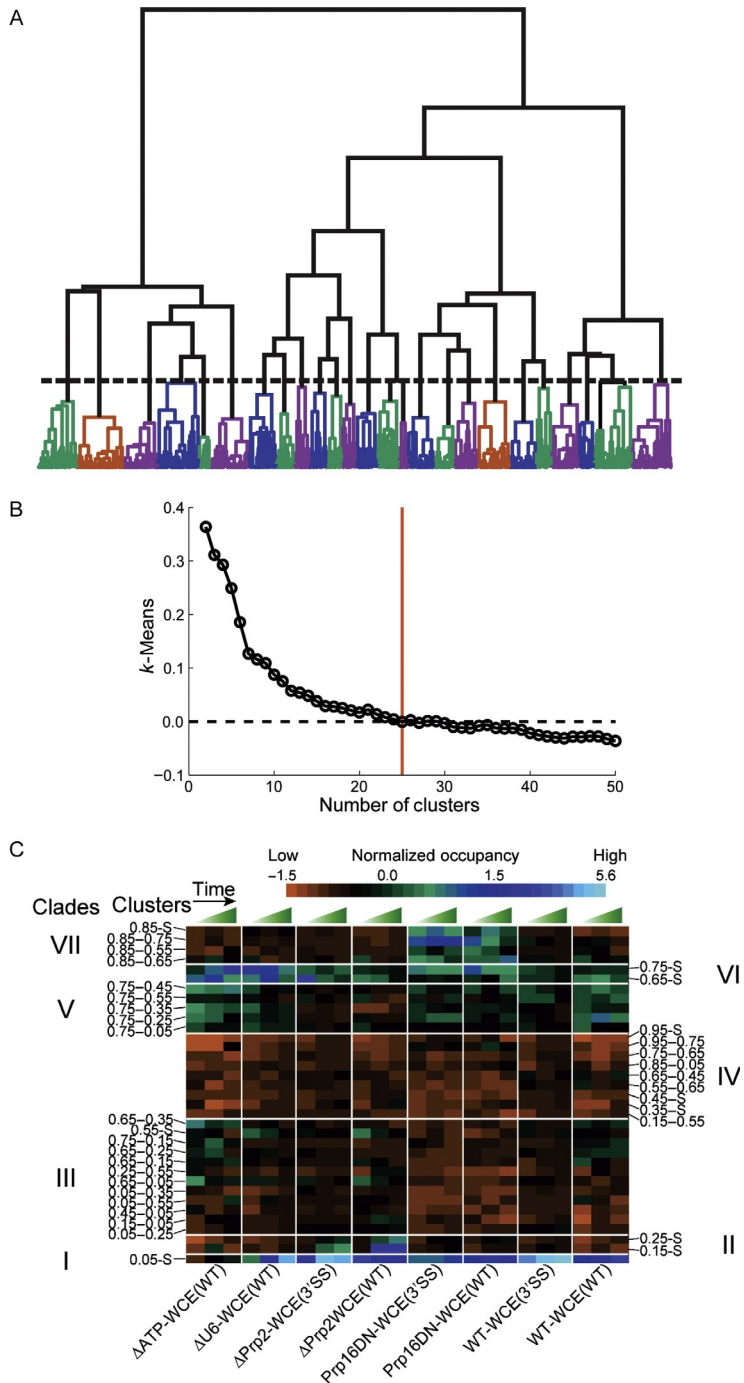 A
B
0.4
0.3
0.2
0.1
0.0
−0.1
k-Means
0
10
20
30
40
50
Number of clusters
C
Low
Normalized occupancy
High
−1.5
0.0
1.5
5.6
Clades
Clusters
Time
VII
0.85-S
0.85–0.75
0.85–0.55
0.85–0.65
0.75-S
0.65-S
VI
V
0.75–0.45
0.75–0.55
0.75–0.35
0.75–0.25
0.75–0.05
0.95-S
0.95–0.75
0.75–0.65
0.85–0.05
0.65–0.45
0.55–0.65
0.45-S
0.35-S
0.15–0.55
IV
III
0.65–0.35
0.55-S
0.75–0.15
0.65–0.25
0.65–0.15
0.25–0.55
0.65–0.05
0.05–0.35
0.05–0.55
0.45–0.05
0.15–0.05
0.05–0.25
0.25-S
0.15-S
II
I
0.05-S
ΔATP-WCE(WT)
ΔU6-WCE(WT)
ΔPrp2-WCE(3'SS)
ΔPrp2WCE(WT)
Prp16DN-WCE(3'SS)
Prp16DN-WCE(WT)
WT-WCE(3'SS)
WT-WCE(WT)